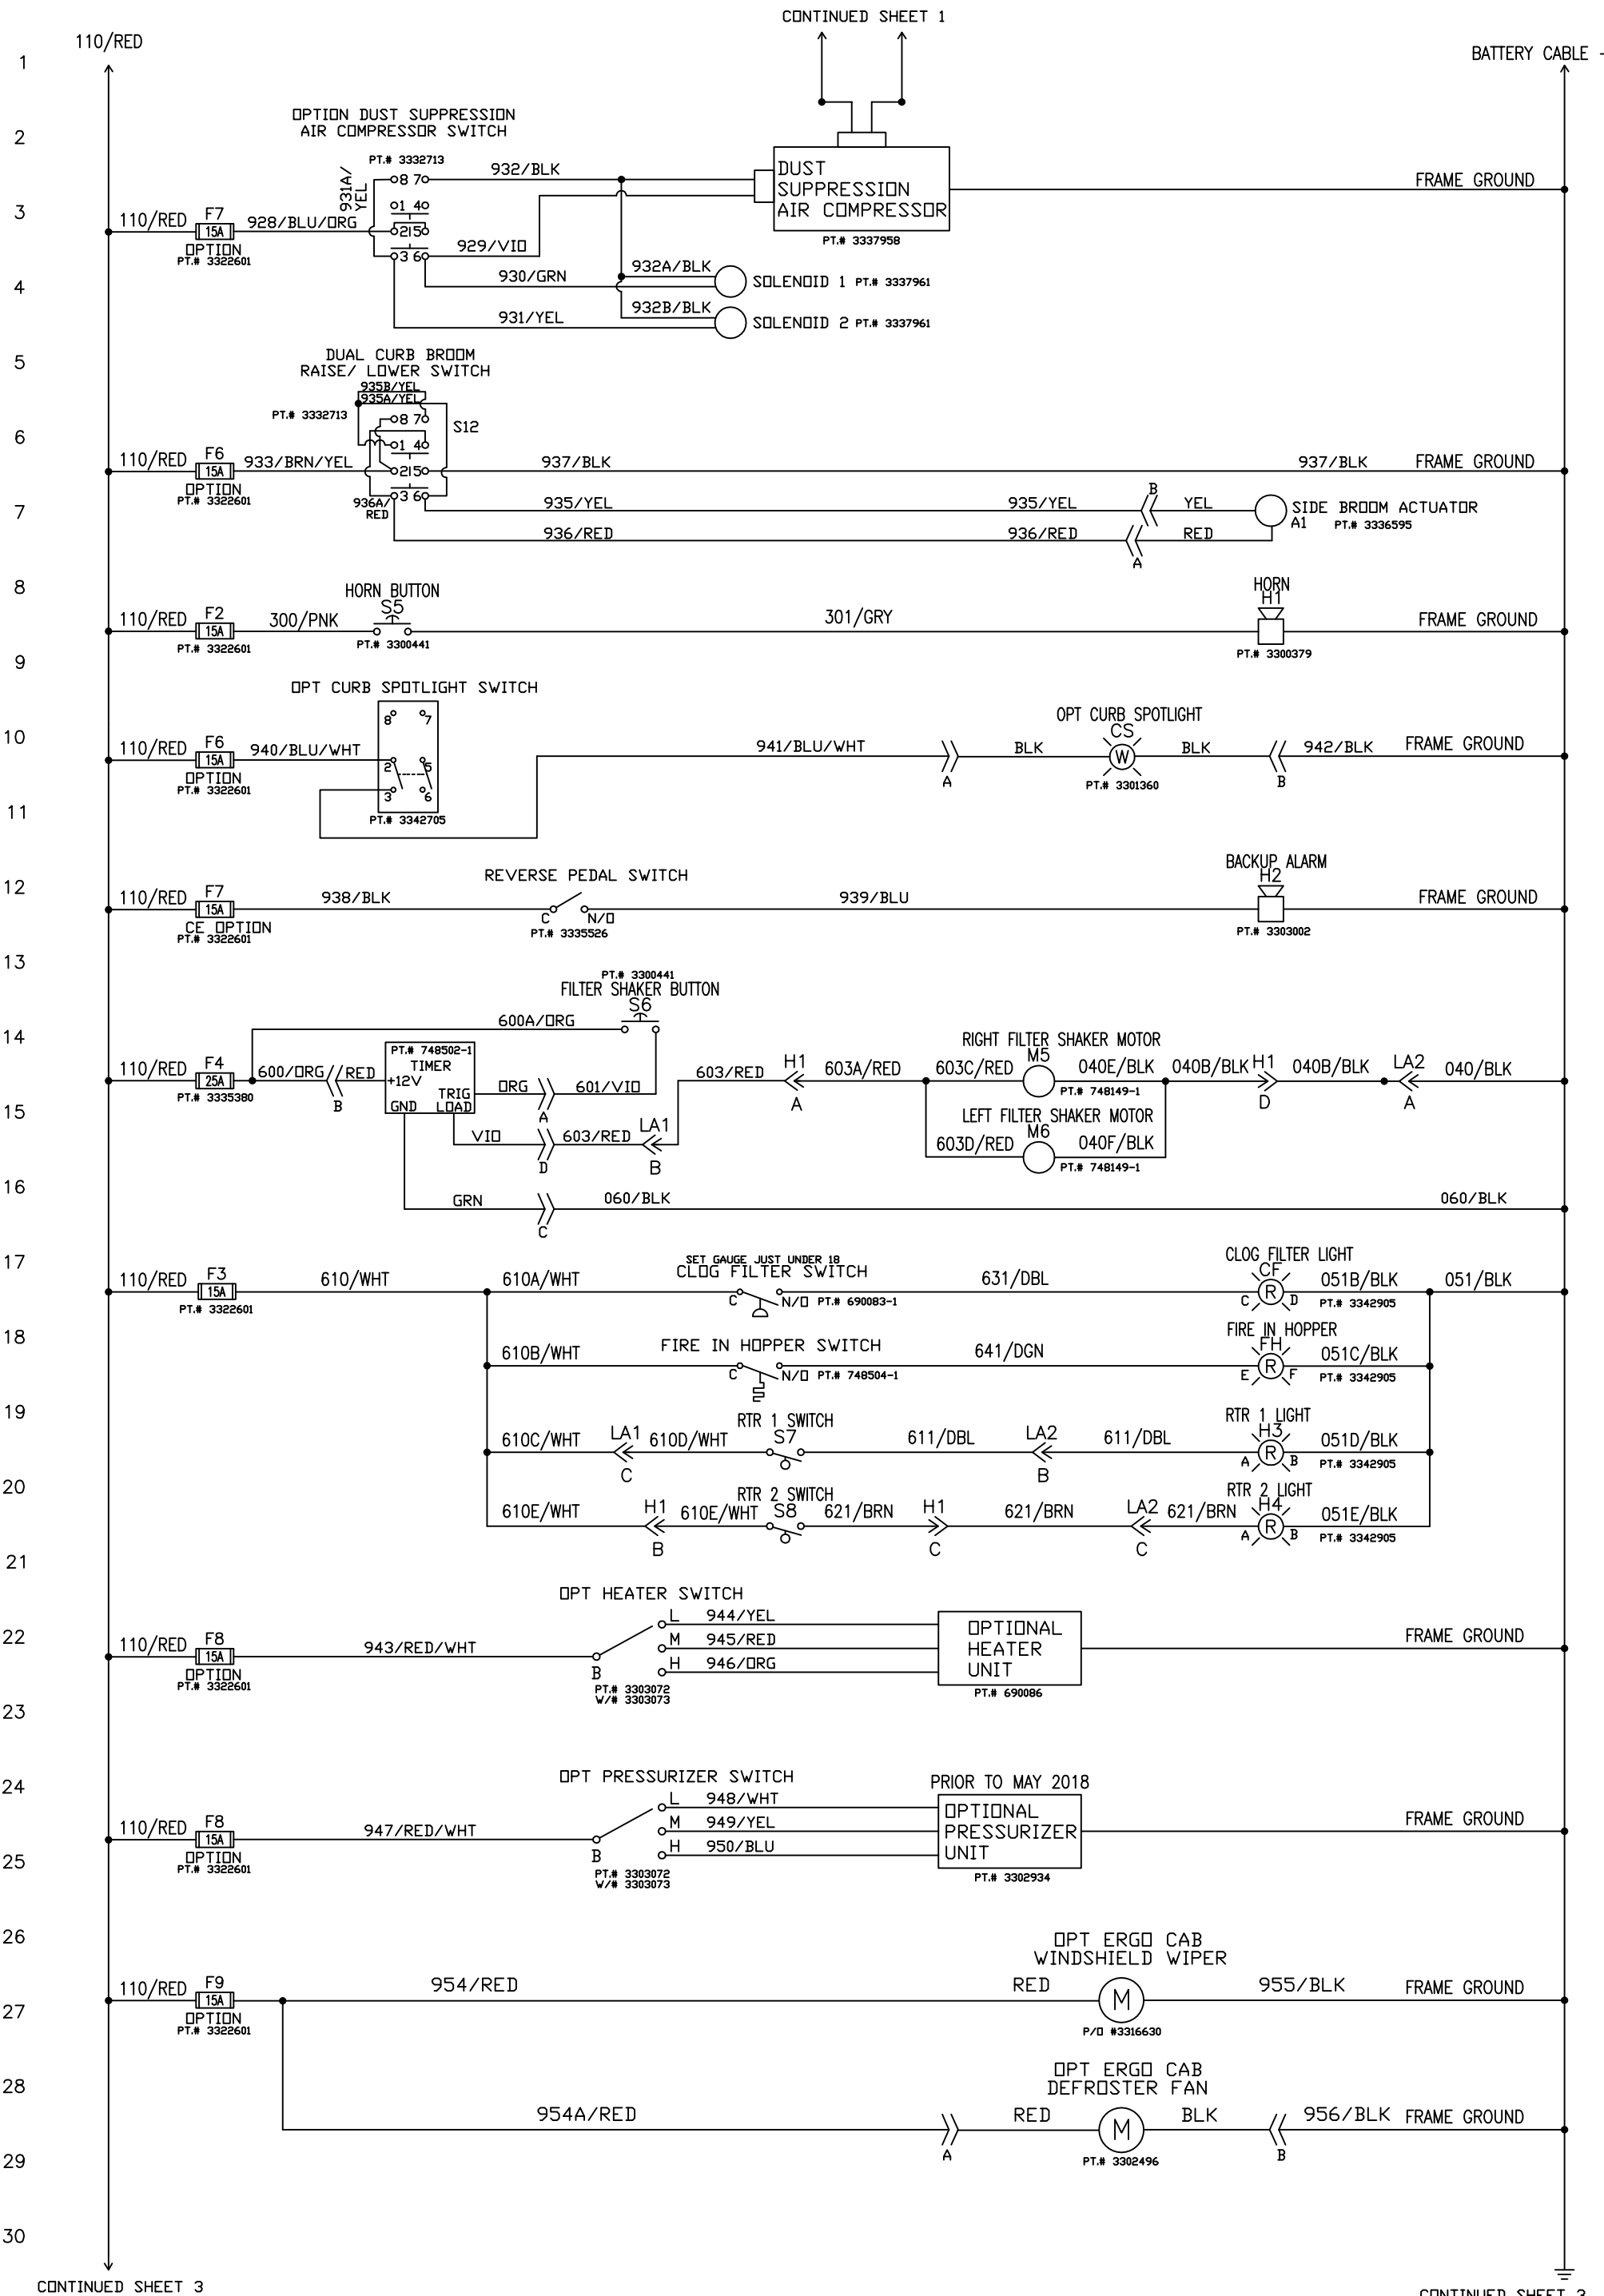 CONTINUED SHEET 1
110/RED
BATTERY CABLE -
1
OPTION DUST SUPPRESSION
AIR COMPRESSOR SWITCH
2
PT.# 3332713
931A/
YEL
8 7
932/BLK
DUST
SUPPRESSION
AIR COMPRESSOR
PT.# 3337958
FRAME GROUND
3
110/RED
F7
15A
OPTION
PT.# 3322601
928/BLU/ORG
1 4
2 5
3 6
929/VIO
4
930/GRN
932A/BLK
SOLENOID 1 PT.# 3337961
931/YEL
932B/BLK
SOLENOID 2 PT.# 3337961
5
DUAL CURB BROOM
RAISE/ LOWER SWITCH
935B/YEL
935A/YEL
PT.# 3332713
8 7
S12
6
1 4
110/RED
F6
15A
OPTION
PT.# 3322601
933/BRN/YEL
2 5
937/BLK
937/BLK
FRAME GROUND
3 6
936A/
RED
7
935/YEL
935/YEL
B
YEL
SIDE BROOM ACTUATOR
A1 PT.# 3336595
936/RED
936/RED
A
RED
8
HORN BUTTON
S5
HORN
H1
110/RED
F2
15A
PT.# 3322601
300/PNK
PT.# 3300441
301/GRY
PT.# 3300379
FRAME GROUND
9
OPT CURB SPOTLIGHT SWITCH
8 7
10
110/RED
F6
15A
OPTION
PT.# 3322601
940/BLU/WHT
2 5
3 6
PT.# 3342705
941/BLU/WHT
A
BLK
OPT CURB SPOTLIGHT
CS
W
PT.# 3301360
BLK
B
942/BLK
FRAME GROUND
11
12
110/RED
F7
15A
CE OPTION
PT.# 3322601
938/BLK
REVERSE PEDAL SWITCH
C N/O
PT.# 3335526
939/BLU
BACKUP ALARM
H2
PT.# 3303002
FRAME GROUND
13
PT.# 3300441
FILTER SHAKER BUTTON
S6
14
600A/ORG
110/RED
F4
25A
PT.# 3335380
600/ORG
B
RED
PT.# 748502-1
TIMER
+12V
TRIG
GND LOAD
ORG
A
601/VIO
603/RED
H1
A
603A/RED
603C/RED
RIGHT FILTER SHAKER MOTOR
M5
PT.# 748149-1
040E/BLK
040B/BLK
H1
D
040B/BLK
LA2
A
040/BLK
15
VIO
D
603/RED
LA1
B
603D/RED
LEFT FILTER SHAKER MOTOR
M6
PT.# 748149-1
040F/BLK
16
GRN
C
060/BLK
060/BLK
17
110/RED
F3
15A
PT.# 3322601
610/WHT
610A/WHT
SET GAUGE JUST UNDER 18
CLOG FILTER SWITCH
C N/O PT.# 690083-1
631/DBL
CLOG FILTER LIGHT
CF
C R D
051B/BLK
PT.# 3342905
051/BLK
18
610B/WHT
FIRE IN HOPPER SWITCH
C N/O PT.# 748504-1
641/DGN
FIRE IN HOPPER
FH
E R F
051C/BLK
PT.# 3342905
19
610C/WHT
LA1
C
610D/WHT
RTR 1 SWITCH
S7
611/DBL
LA2
B
611/DBL
RTR 1 LIGHT
H3
A R B
051D/BLK
PT.# 3342905
20
610E/WHT
H1
B
610E/WHT
RTR 2 SWITCH
S8
621/BRN
H1
C
621/BRN
LA2
C
621/BRN
RTR 2 LIGHT
H4
A R B
051E/BLK
PT.# 3342905
21
OPT HEATER SWITCH
22
110/RED
F8
15A
OPTION
PT.# 3322601
943/RED/WHT
B
L
M
H
PT.# 3303072
W/# 3303073
944/YEL
945/RED
946/ORG
OPTIONAL
HEATER
UNIT
PT.# 690086
FRAME GROUND
23
24
OPT PRESSURIZER SWITCH
PRIOR TO MAY 2018
110/RED
F8
15A
OPTION
PT.# 3322601
947/RED/WHT
B
L
M
H
PT.# 3303072
W/# 3303073
948/WHT
949/YEL
950/BLU
OPTIONAL
PRESSURIZER
UNIT
PT.# 3302934
FRAME GROUND
25
26
OPT ERGO CAB
WINDSHIELD WIPER
110/RED
F9
15A
OPTION
PT.# 3322601
954/RED
RED
M
P/O #3316630
955/BLK
FRAME GROUND
27
28
OPT ERGO CAB
DEFROSTER FAN
954A/RED
A
RED
M
PT.# 3302496
BLK
B
956/BLK
FRAME GROUND
29
30
CONTINUED SHEET 3
CONTINUED SHEET 3